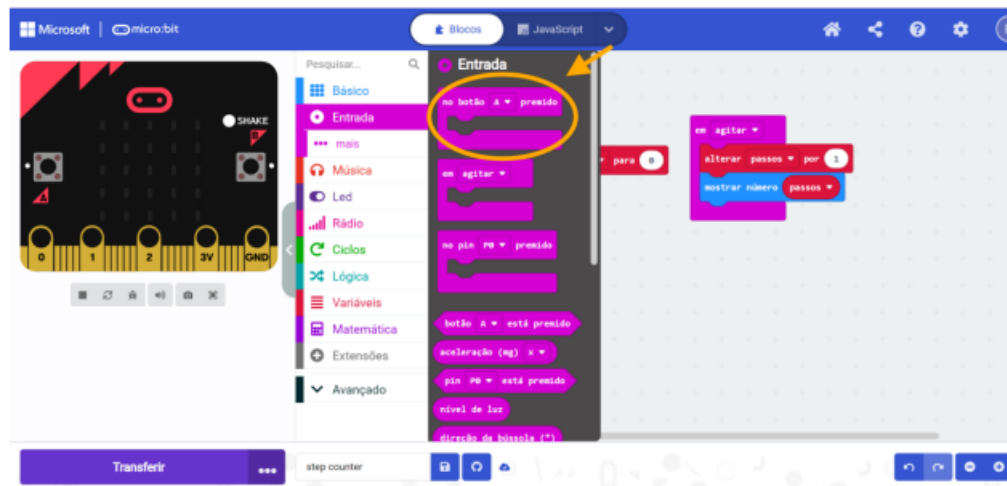 Microsoft
micro:bit
Blocos
JavaScript
SHAKE
B
A
0
1
2
3V
GND
Pesquisar...
Básico
Entrada
mais
Música
Led
Rádio
Ciclos
Lógica
Variáveis
Matemática
Extensões
Avançado
Entrada
no botão A premido
em agitar
no pin P0 premido
botão A está premido
aceleração (mg) x
pin P0 está premido
nível de luz
direção da bússola (°)
para 0
em agitar
alterar passos por 1
mostrar número passos
Transferir
step counter